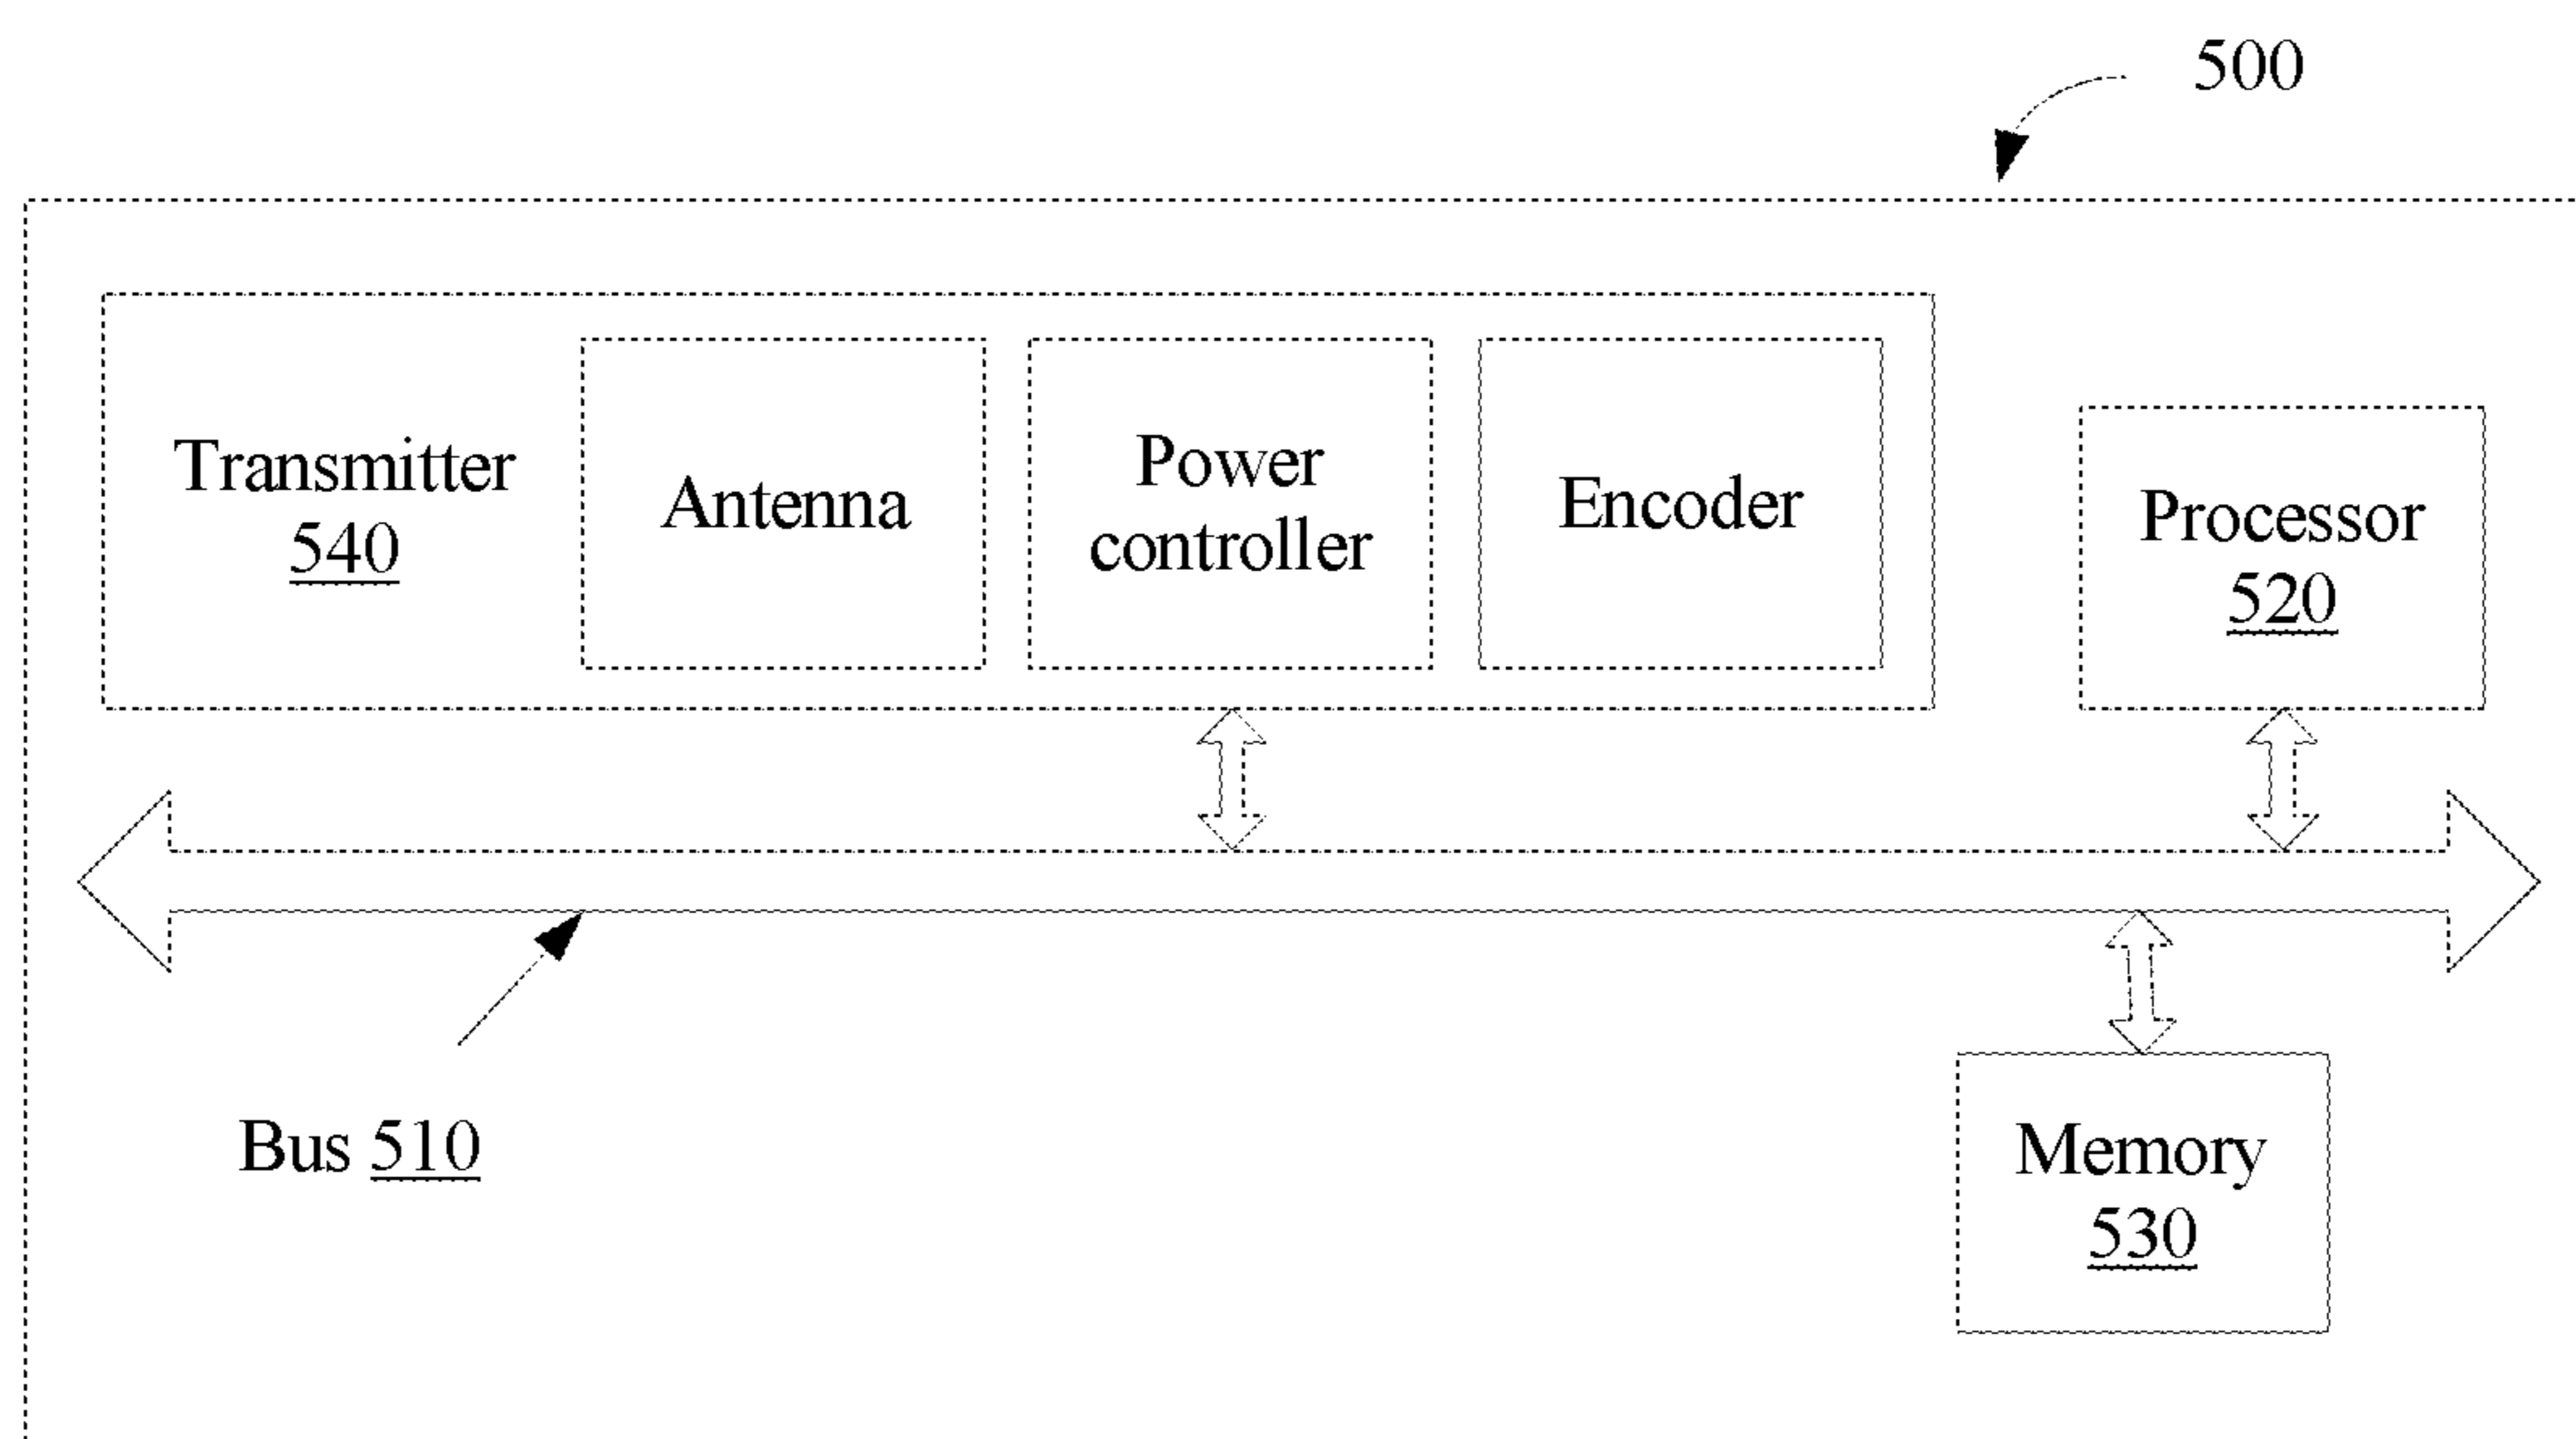 500
Transmitter
540
Antenna
Power
controller
Encoder
Processor
520
Bus 510
Memory
530